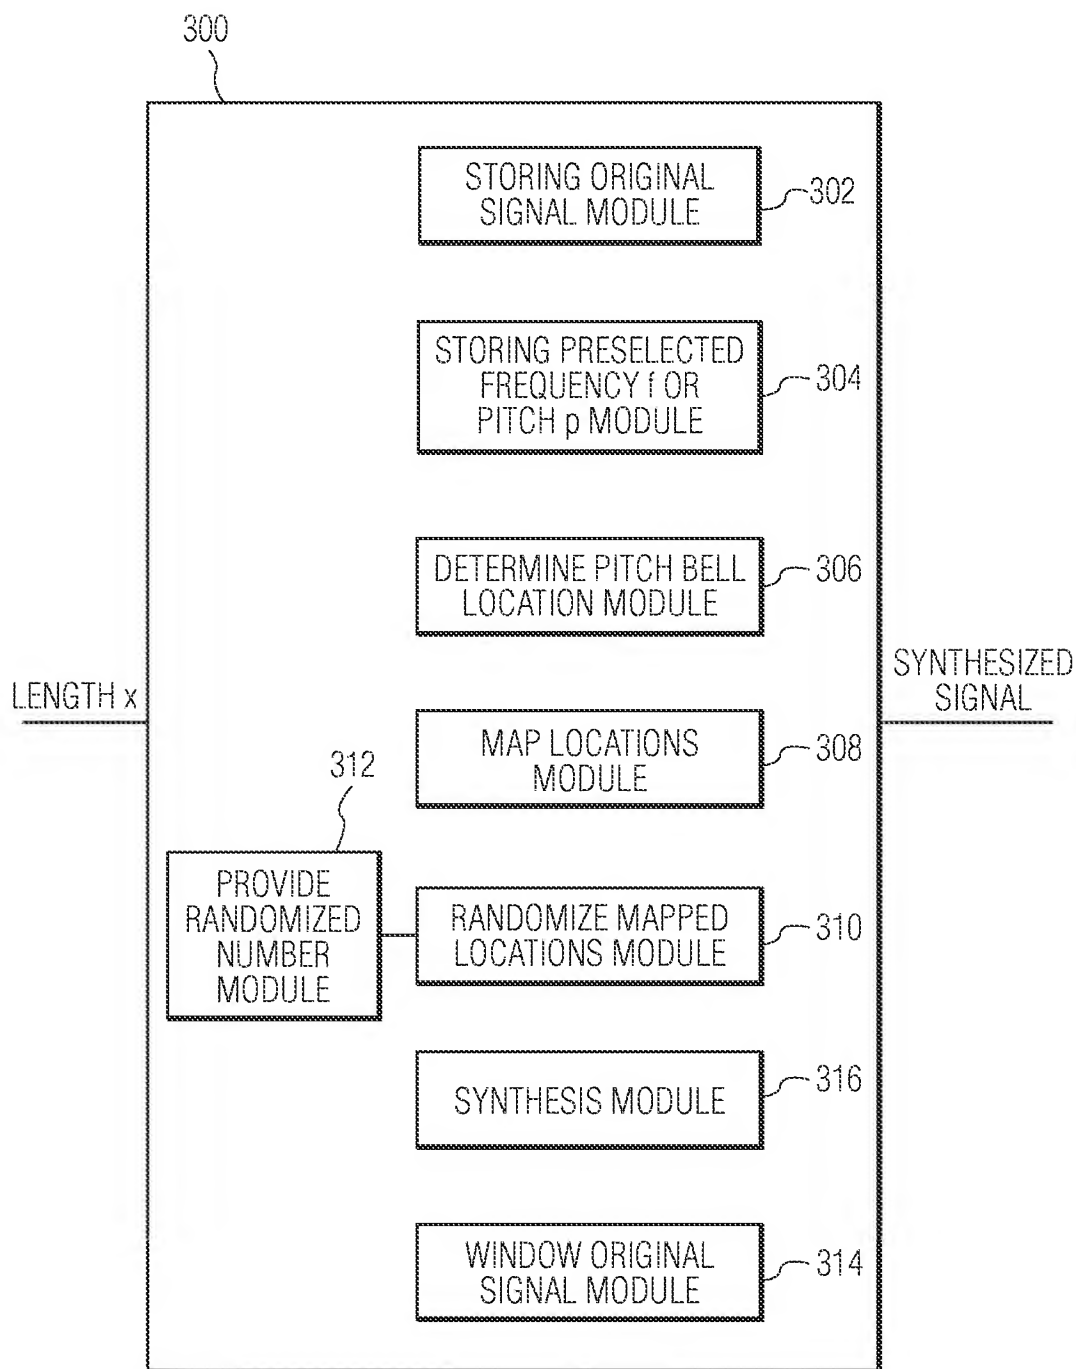 300
STORING ORIGINAL
SIGNAL MODULE
302
STORING PRESELECTED
FREQUENCY f OR
PITCH p MODULE
304
DETERMINE PITCH BELL
LOCATION MODULE
306
LENGTH x
SYNTHESIZED
SIGNAL
MAP LOCATIONS
MODULE
308
312
PROVIDE
RANDOMIZED
NUMBER
MODULE
RANDOMIZE MAPPED
LOCATIONS MODULE
310
SYNTHESIS MODULE
316
WINDOW ORIGINAL
SIGNAL MODULE
314